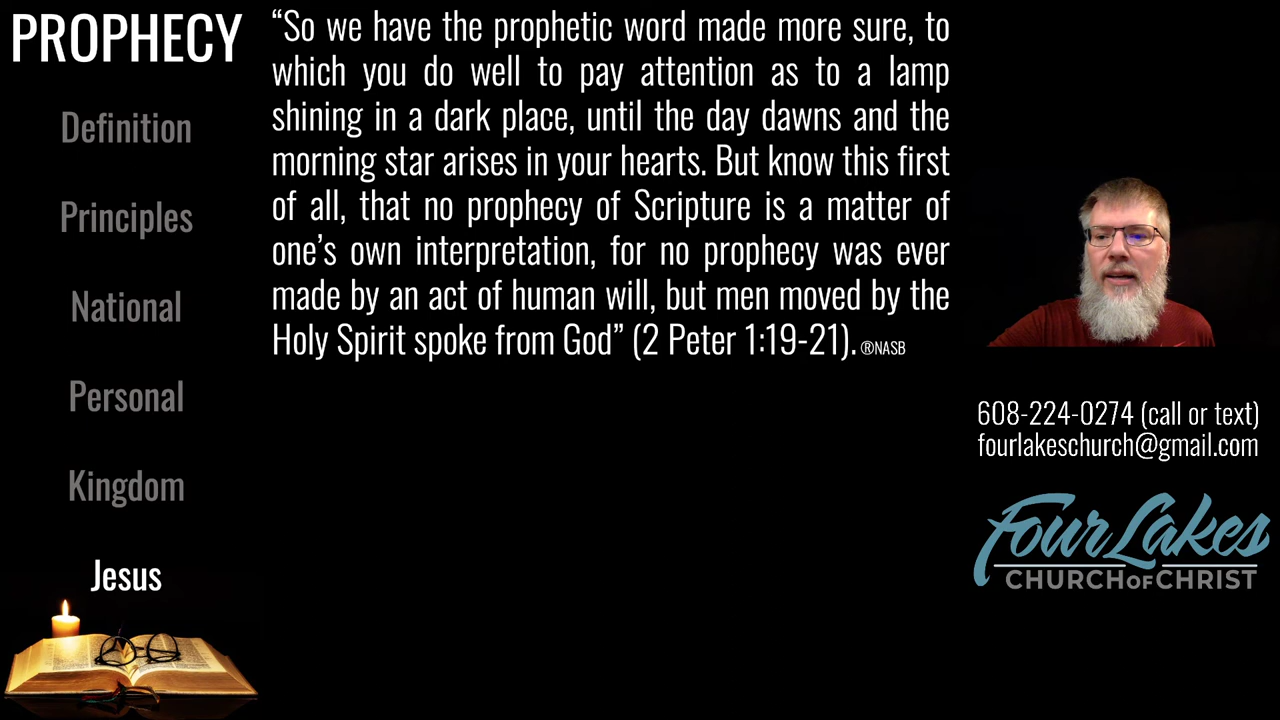 PROPHECY
Definition
Principles
National
Personal
Kingdom
Jesus
“So we have the prophetic word made more sure, to
which you do well to pay attention as to a lamp
shining in a dark place, until the day dawns and the
morning star arises in your hearts. But know this first
of all, that no prophecy of Scripture is a matter of
one’s own interpretation, for no prophecy was ever
made by an act of human will, but men moved by the
Holy Spirit spoke from God” (2 Peter 1:19-21). ®NASB
608-224-0274 (call or text)
fourlakeschurch@gmail.com
Four Lakes
CHURCH OF CHRIST